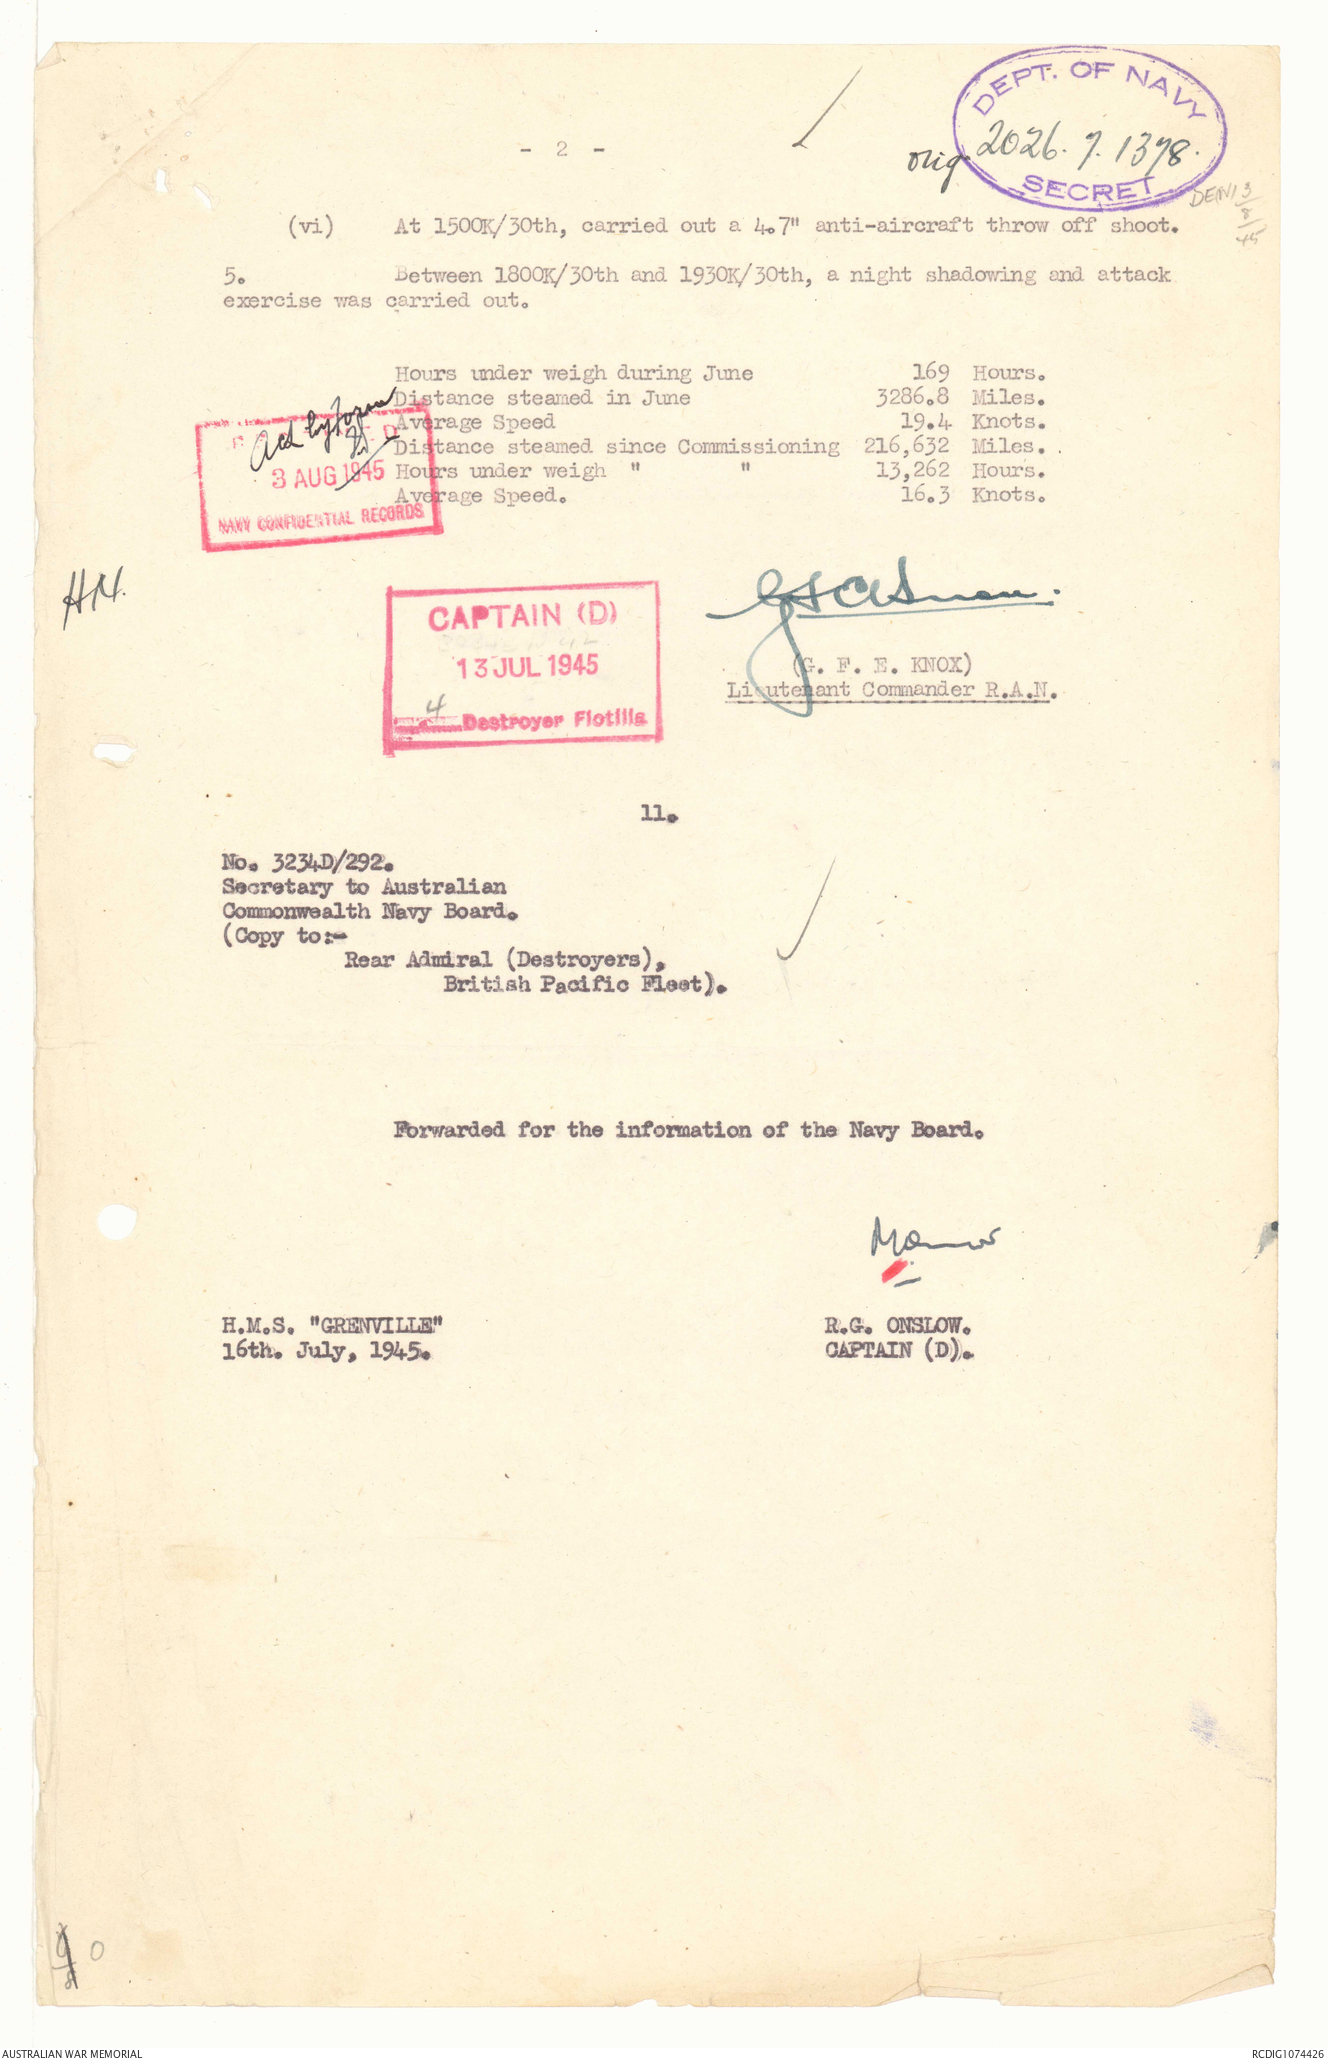 DEPT. OF NAVY
2026. 7. 1378.
SECRET
orig
- 2 -
(vi) At 1500K/30th, carried out a 4.7" anti-aircraft throw off shoot.
5. Between 1800K/30th and 1930K/30th, a night shadowing and attack
exercise was carried out.
Hours under weigh during June 169 Hours.
Distance steamed in June 3286.8 Miles.
Average Speed 19.4 Knots.
Distance steamed since Commissioning 216,632 Miles.
Hours under weigh " " 13,262 Hours.
Average Speed. 16.3 Knots.
3 AUG 1945
NAVY CONFIDENTIAL RECORDS
CAPTAIN (D)
13 JUL 1945
4 Destroyer Flotilla
(G. F. E. KNOX)
Lieutenant Commander R.A.N.
11.
No. 3234D/292.
Secretary to Australian
Commonwealth Navy Board.
(Copy to:-
Rear Admiral (Destroyers),
British Pacific Fleet).
Forwarded for the information of the Navy Board.
H.M.S. "GRENVILLE"
16th. July, 1945.
R.G. ONSLOW.
CAPTAIN (D).
AUSTRALIAN WAR MEMORIAL
RCDIG1074426